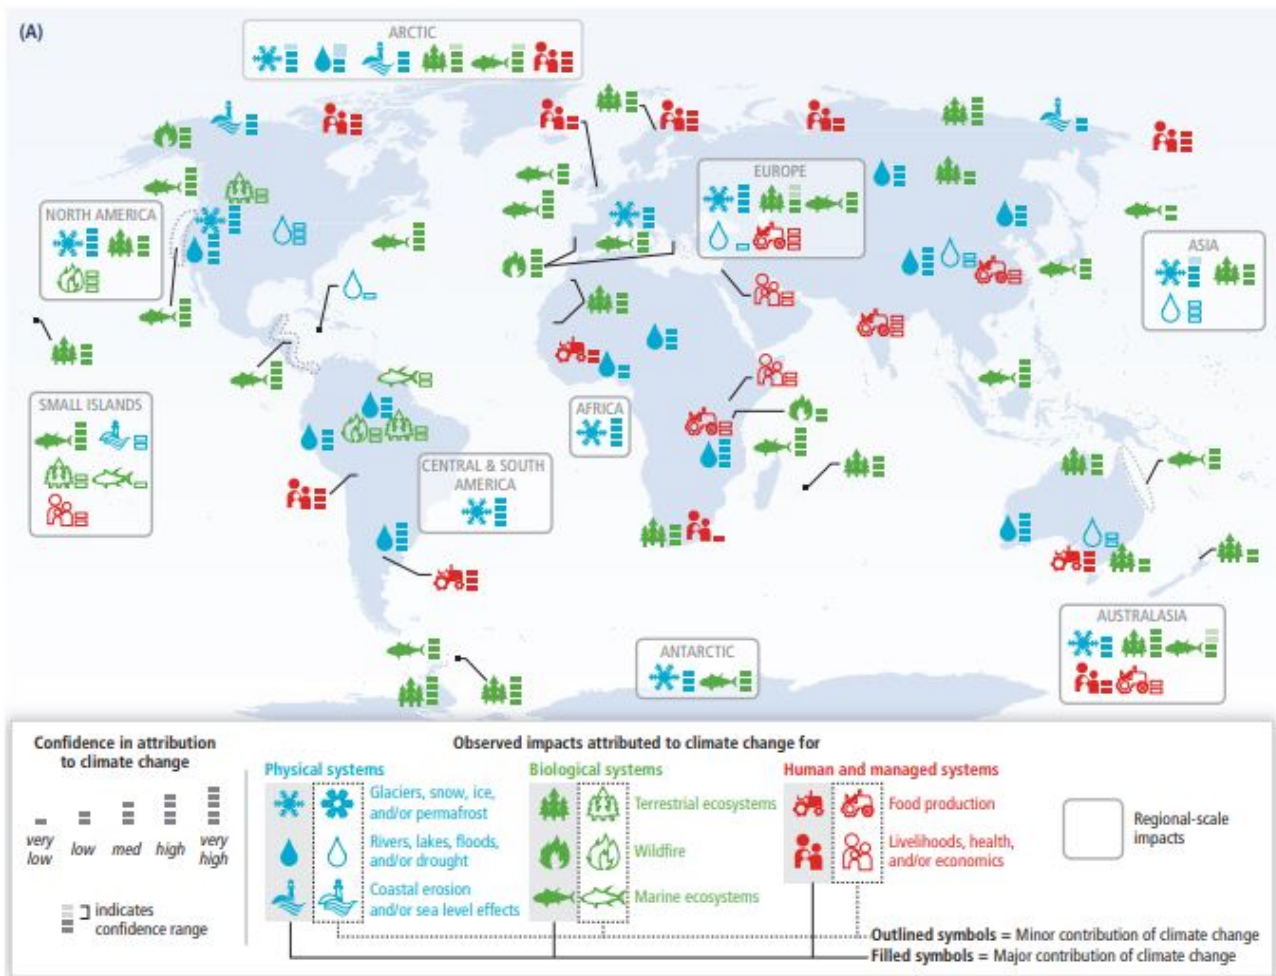 (A)
ARCTIC
EUROPE
NORTH AMERICA
ASIA
SMALL ISLANDS
AFRICA
CENTRAL & SOUTH
AMERICA
AUSTRALASIA
ANTARCTIC
Confidence in attribution
to climate change
very
low
low
med
high
very
high
indicates
confidence range
Observed impacts attributed to climate change for
Physical systems
Glaciers, snow, ice,
and/or permafrost
Rivers, lakes, floods,
and/or drought
Coastal erosion
and/or sea level effects
Biological systems
Terrestrial ecosystems
Wildfire
Marine ecosystems
Human and managed systems
Food production
Livelihoods, health,
and/or economics
Regional-scale
impacts
Outlined symbols = Minor contribution of climate change
Filled symbols = Major contribution of climate change